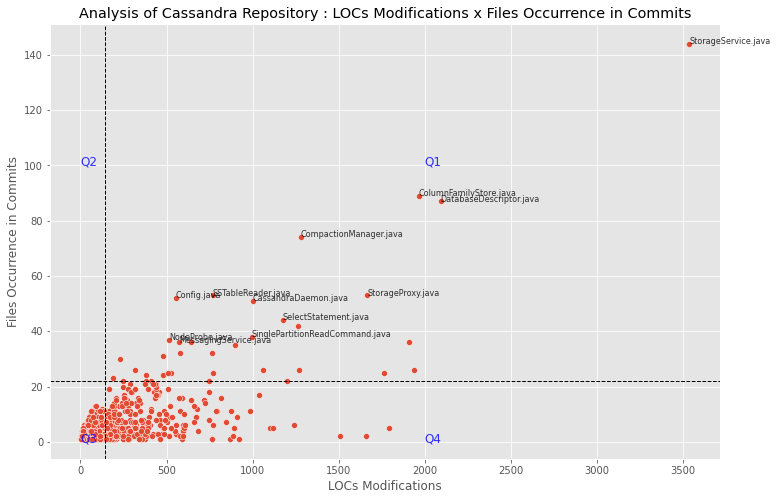 Analysis of Cassandra Repository : LOCs Modifications x Files Occurrence in Commits
StorageService.java
140
120
Q2
Q1
100
ColumnFamilyStore.java
DatabaseDescriptor.java
80
CompactionManager.java
60
Config.java
SSTableReader.java
CassandraDaemon.java
StorageProxy.java
SelectStatement.java
40
NodeProbe.java
MessagingService.java
SinglePartitionReadCommand.java
20
0
Q3
Q4
0
500
1000
1500
2000
2500
3000
3500
Files Occurrence in Commits
LOCs Modifications